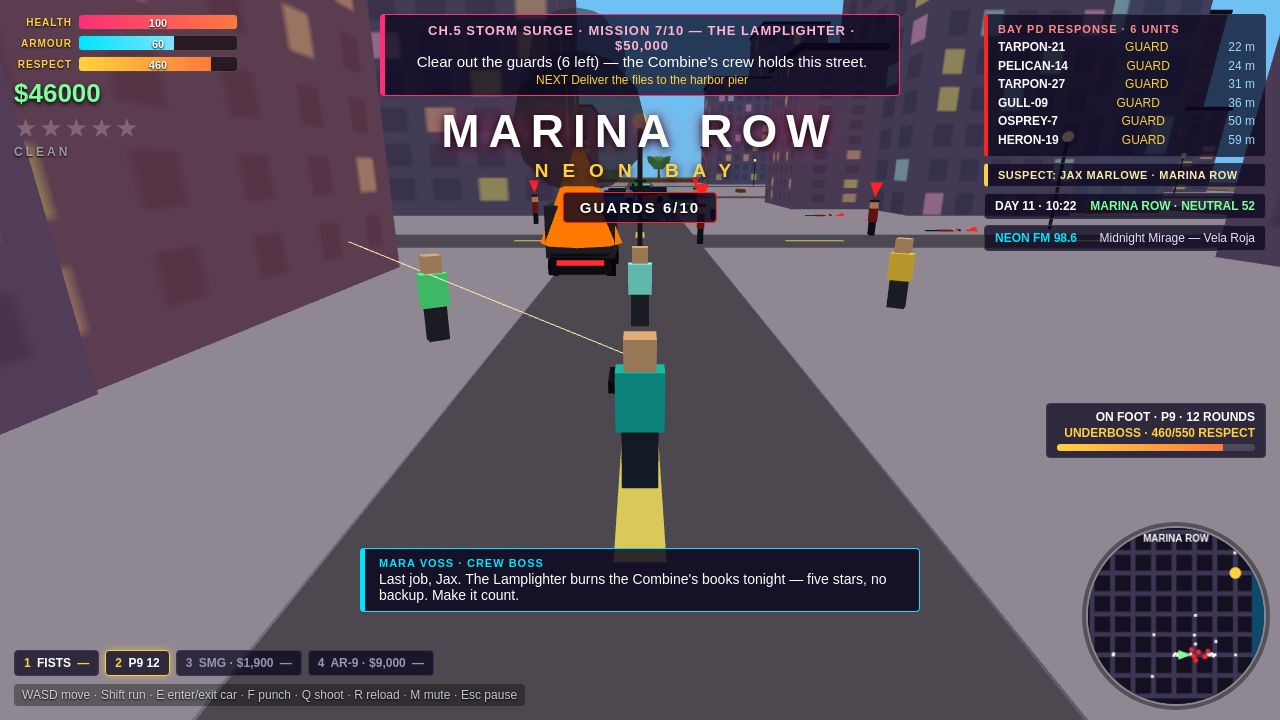 HEALTH 100
ARMOUR 60
RESPECT 460
$46000
★★★★★
CLEAN
CH.5 STORM SURGE · MISSION 7/10 — THE LAMPLIGHTER ·
$50,000
Clear out the guards (6 left) — the Combine's crew holds this street.
NEXT Deliver the files to the harbor pier
MARINA ROW
NEON BAY
GUARDS 6/10
BAY PD RESPONSE · 6 UNITS
TARPON-21 GUARD 22 m
PELICAN-14 GUARD 24 m
TARPON-27 GUARD 31 m
GULL-09 GUARD 36 m
OSPREY-7 GUARD 50 m
HERON-19 GUARD 59 m
SUSPECT: JAX MARLOWE · MARINA ROW
DAY 11 · 10:22 MARINA ROW · NEUTRAL 52
NEON FM 98.6 Midnight Mirage — Vela Roja
ON FOOT · P9 · 12 ROUNDS
UNDERBOSS · 460/550 RESPECT
MARINA ROW
MARA VOSS · CREW BOSS
Last job, Jax. The Lamplighter burns the Combine's books tonight — five stars, no
backup. Make it count.
1 FISTS —
2 P9 12
3 SMG · $1,900 —
4 AR-9 · $9,000 —
WASD move · Shift run · E enter/exit car · F punch · Q shoot · R reload · M mute · Esc pause